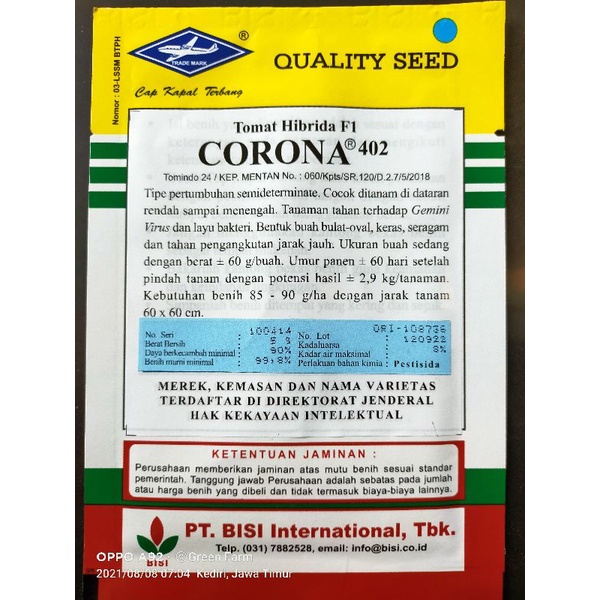 Nomor : 03-LSSM BTPH
®
TRADE MARK
Cap Kapal Terbang
QUALITY SEED
Tomat Hibrida F1
CORONA® 402
Tomindo 24 / KEP. MENTAN No. : 060/Kpts/SR.120/D.2.7/5/2018
Tipe pertumbuhan semideterminate. Cocok ditanam di dataran
rendah sampai menengah. Tanaman tahan terhadap Gemini
Virus dan layu bakteri. Bentuk buah bulat-oval, keras, seragam
dan tahan pengangkutan jarak jauh. Ukuran buah sedang
dengan berat ± 60 g/buah. Umur panen ± 60 hari setelah
pindah tanam dengan potensi hasil ± 2,9 kg/tanaman.
Kebutuhan benih 85 - 90 g/ha dengan jarak tanam
60 x 60 cm.
No. Seri : 100414 No. Lot : ORI-108736
Berat Bersih : 5 g Kadaluarsa : 120922
Daya berkecambah minimal : 90% Kadar air maksimal : 8%
Benih murni minimal : 99,8% Perlakuan bahan kimia : Pestisida
MEREK, KEMASAN DAN NAMA VARIETAS
TERDAFTAR DI DIREKTORAT JENDERAL
HAK KEKAYAAN INTELEKTUAL
KETENTUAN JAMINAN :
Perusahaan memberikan jaminan atas mutu benih sesuai standar
pemerintah. Tanggung jawab Perusahaan adalah sebatas pada jumlah
atau harga benih yang dibeli dan tidak termasuk biaya-biaya lainnya.
BISI
PT. BISI International, Tbk.
Telp. (031) 7882528, email: info@bisi.co.id
OPPO A92 · ©Green Farm
2021/08/08 07:04 Kediri, Jawa Timur